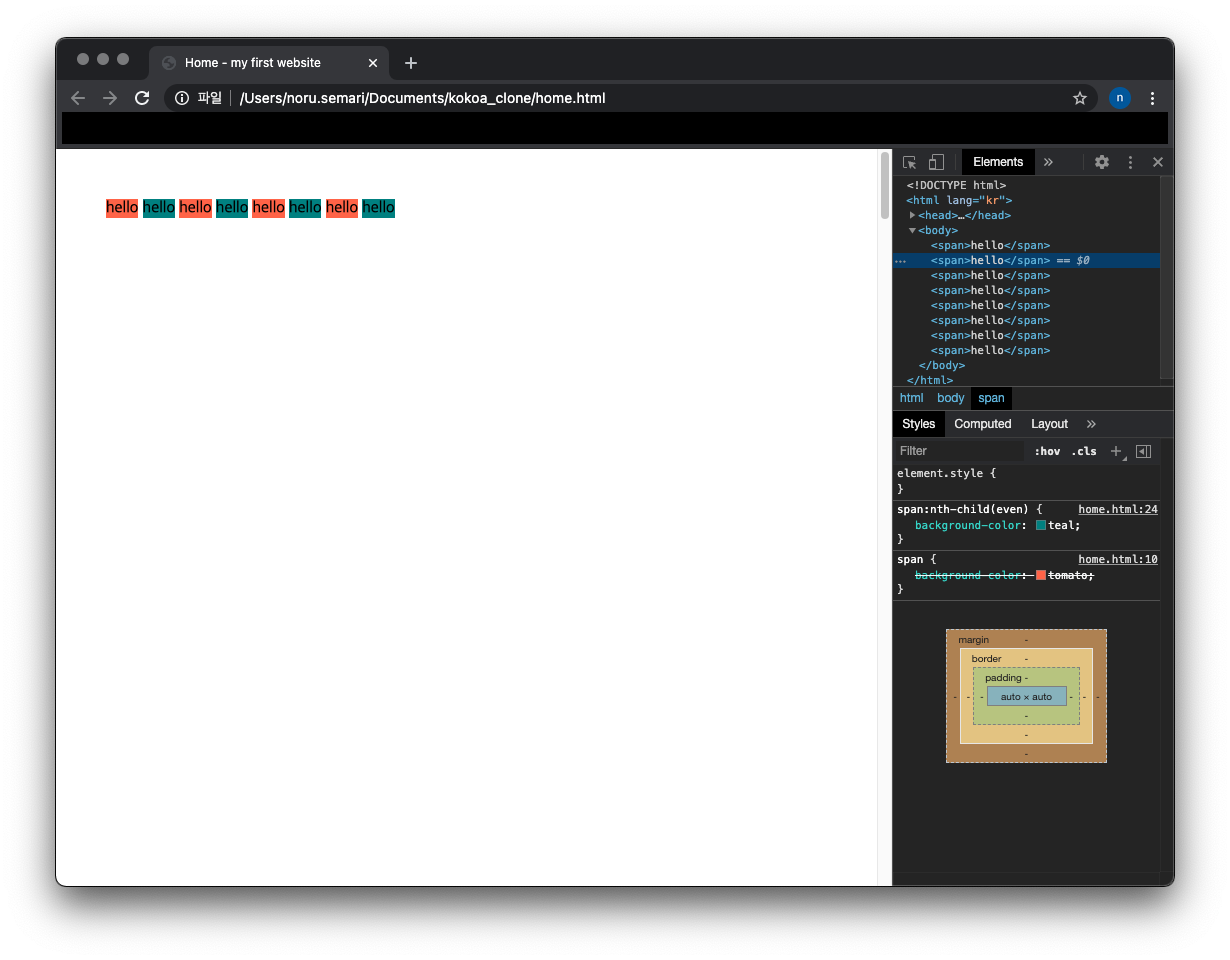 Home - my first website
파일 /Users/noru.semari/Documents/kokoa_clone/home.html
n
hello hello hello hello hello hello hello hello
Elements
<!DOCTYPE html>
<html lang="kr">
<head>…</head>
<body>
<span>hello</span>
<span>hello</span> == $0
<span>hello</span>
<span>hello</span>
<span>hello</span>
<span>hello</span>
<span>hello</span>
<span>hello</span>
</body>
</html>
html body span
Styles Computed Layout
Filter :hov .cls
element.style {
}
span:nth-child(even) { home.html:24
background-color: teal;
}
span { home.html:10
background-color: tomato;
}
margin -
border -
padding -
- - - auto × auto - - -
-
-
-